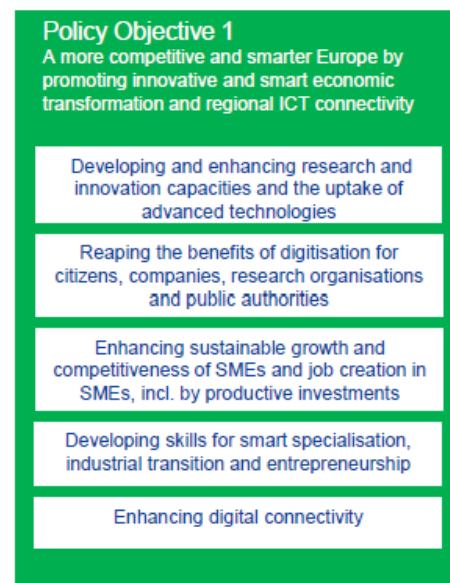 Policy Objective 1
A more competitive and smarter Europe by
promoting innovative and smart economic
transformation and regional ICT connectivity
Developing and enhancing research and
innovation capacities and the uptake of
advanced technologies
Reaping the benefits of digitisation for
citizens, companies, research organisations
and public authorities
Enhancing sustainable growth and
competitiveness of SMEs and job creation in
SMEs, incl. by productive investments
Developing skills for smart specialisation,
industrial transition and entrepreneurship
Enhancing digital connectivity